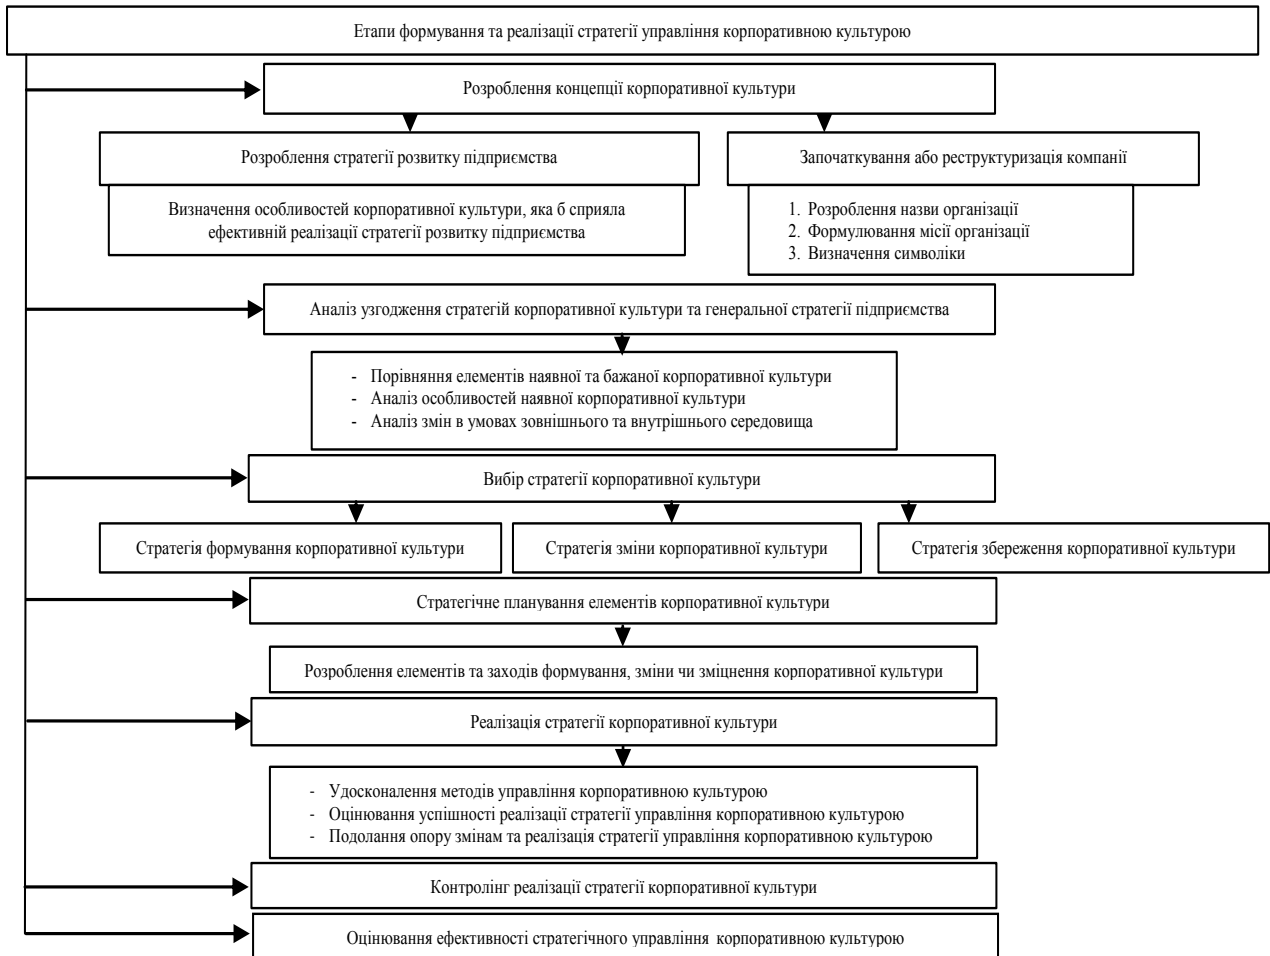 Етапи формування та реалізації стратегії управління корпоративною культурою
Розроблення концепції корпоративної культури
Розроблення стратегії розвитку підприємства
Започаткування або реструктуризація компанії
Визначення особливостей корпоративної культури, яка б сприяла
ефективній реалізації стратегії розвитку підприємства
1. Розроблення назви організації
2. Формулювання місії організації
3. Визначення символіки
Аналіз узгодження стратегій корпоративної культури та генеральної стратегії підприємства
- Порівняння елементів наявної та бажаної корпоративної культури
- Аналіз особливостей наявної корпоративної культури
- Аналіз змін в умовах зовнішнього та внутрішнього середовища
Вибір стратегії корпоративної культури
Стратегія формування корпоративної культури
Стратегія зміни корпоративної культури
Стратегія збереження корпоративної культури
Стратегічне планування елементів корпоративної культури
Розроблення елементів та заходів формування, зміни чи зміцнення корпоративної культури
Реалізація стратегії корпоративної культури
- Удосконалення методів управління корпоративною культурою
- Оцінювання успішності реалізації стратегії управління корпоративною культурою
- Подолання опору змінам та реалізація стратегії управління корпоративною культурою
Контролінг реалізації стратегії корпоративної культури
Оцінювання ефективності стратегічного управління корпоративною культурою